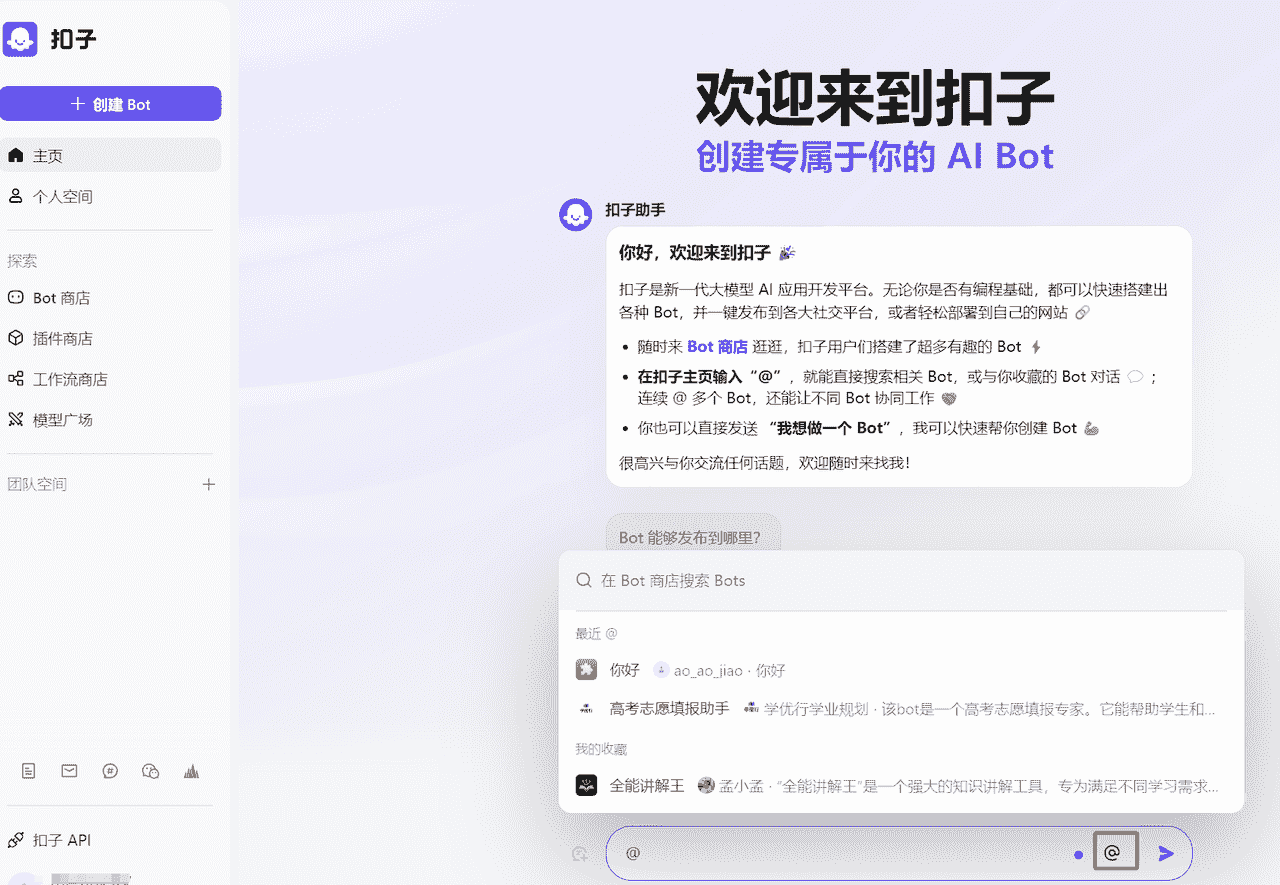 扣子
创建 Bot
主页
个人空间
探索
Bot 商店
插件商店
工作流商店
模型广场
团队空间
扣子 API
欢迎来到扣子
创建专属于你的 AI Bot
扣子助手
你好，欢迎来到扣子
扣子是新一代大模型 AI 应用开发平台。无论你是否有编程基础，都可以快速搭建出
各种 Bot，并一键发布到各大社交平台，或者轻松部署到自己的网站
随时来 Bot 商店 逛逛，扣子用户们搭建了超多有趣的 Bot
在扣子主页输入“@”，就能直接搜索相关 Bot，或与你收藏的 Bot 对话 ；
连续 @ 多个 Bot，还能让不同 Bot 协同工作
你也可以直接发送 “我想做一个 Bot”，我可以快速帮你创建 Bot
很高兴与你交流任何话题，欢迎随时来找我！
Bot 能够发布到哪里？
在 Bot 商店搜索 Bots
最近 @
你好 ao_ao_jiao · 你好
高考志愿填报助手 学优行学业规划 · 该bot是一个高考志愿填报专家。它能帮助学生和...
我的收藏
全能讲解王 孟小孟 · “全能讲解王”是一个强大的知识讲解工具，专为满足不同学习需求...
@ @